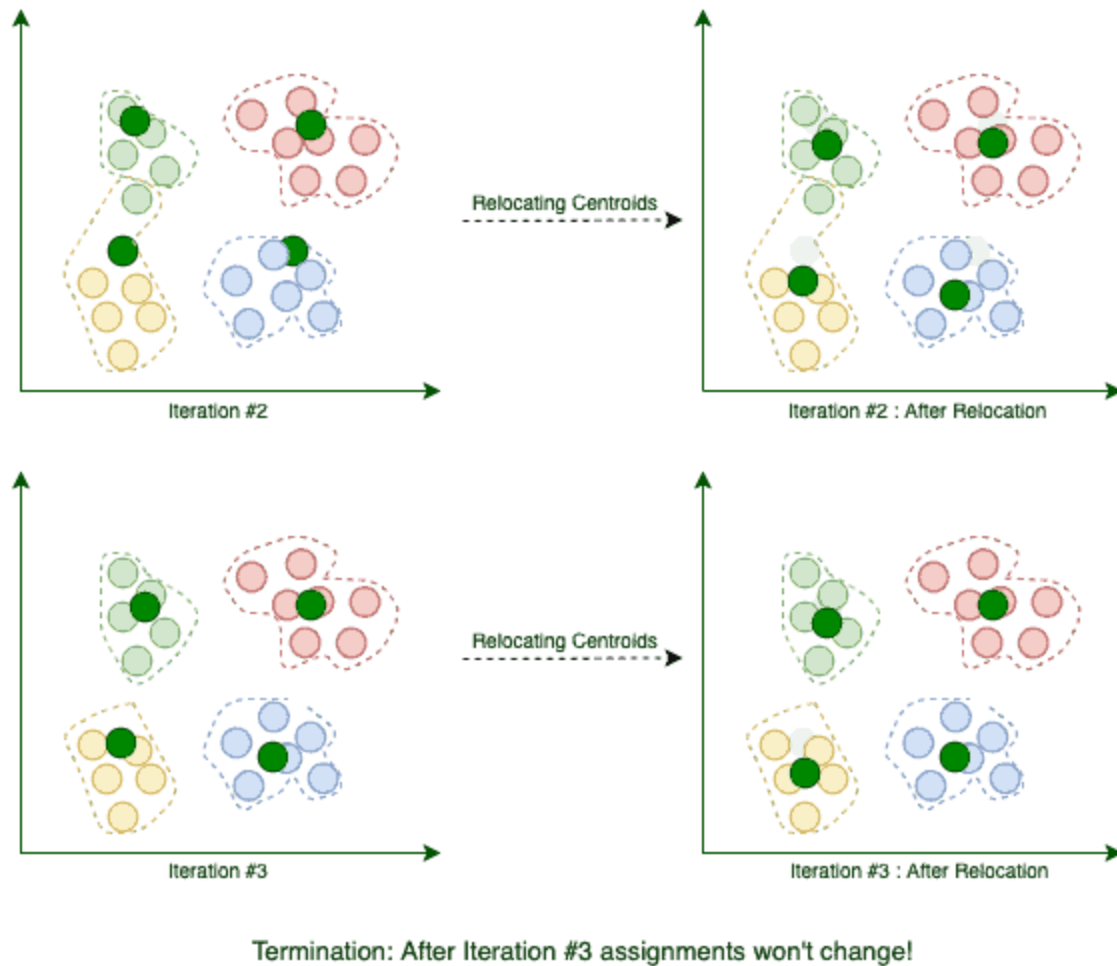 Relocating Centroids
Iteration #2
Iteration #2 : After Relocation
Relocating Centroids
Iteration #3
Iteration #3 : After Relocation
Termination: After Iteration #3 assignments won't change!